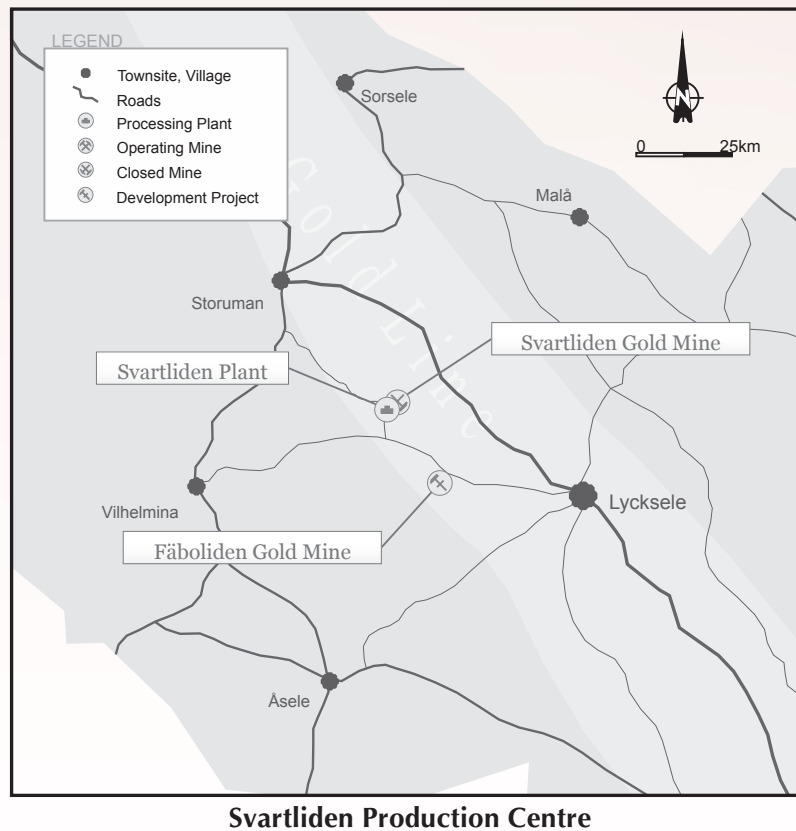 LEGEND
Townsite, Village
Roads
Processing Plant
Operating Mine
Closed Mine
Development Project
N
0 25km
Sorsele
Malå
Gold Line
Storuman
Svartliden Gold Mine
Svartliden Plant
Vilhelmina
Lycksele
Fäboliden Gold Mine
Åsele
Svartliden Production Centre